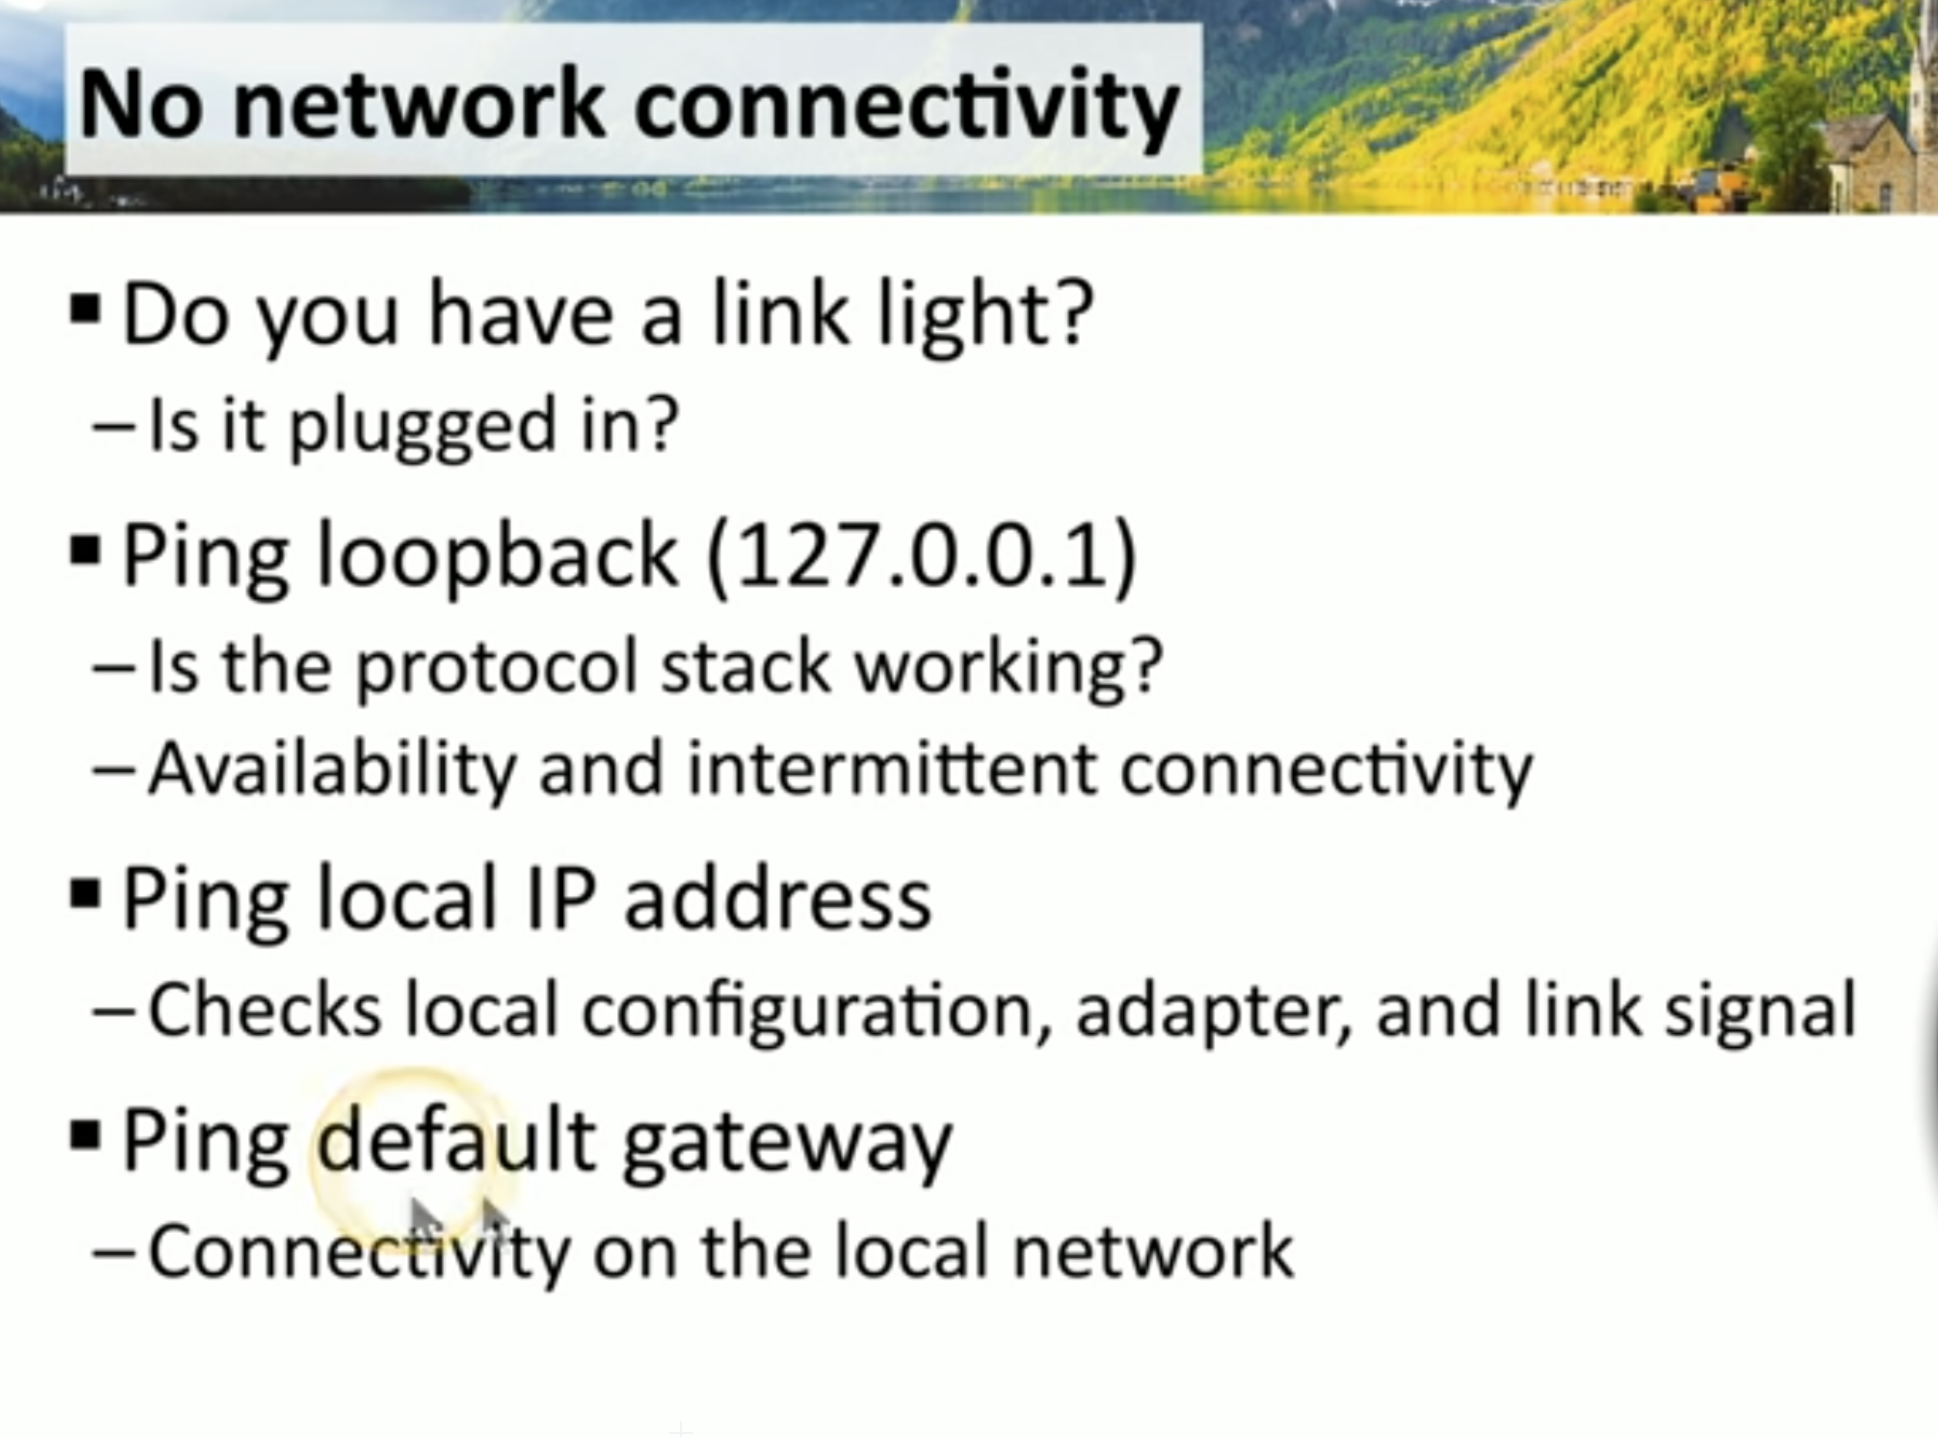 No network connectivity
▪ Do you have a link light?
– Is it plugged in?
▪ Ping loopback (127.0.0.1)
– Is the protocol stack working?
– Availability and intermittent connectivity
▪ Ping local IP address
– Checks local configuration, adapter, and link signal
▪ Ping default gateway
– Connectivity on the local network